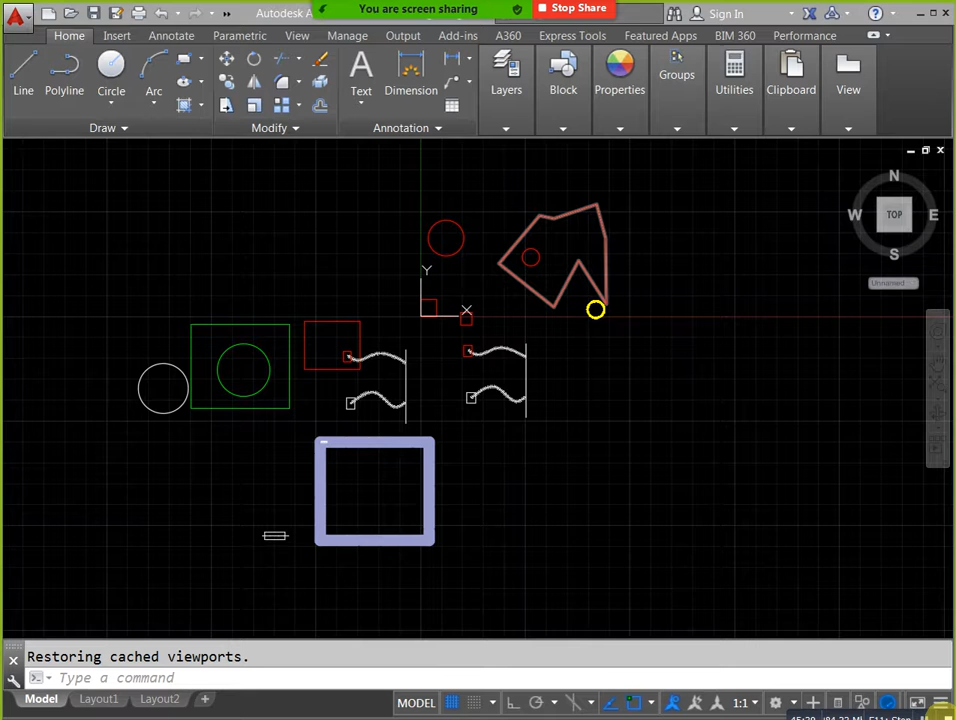 Autodesk A
You are screen sharing
Stop Share
Sign In
Home Insert Annotate Parametric View Manage Output Add-ins A360 Express Tools Featured Apps BIM 360 Performance
Line Polyline Circle Arc Text Dimension Layers Block Properties Groups Utilities Clipboard View
Draw Modify Annotation
N
W TOP E
S
Unnamed
Y
X
Restoring cached viewports.
Type a command
Model Layout1 Layout2 +
MODEL 1:1